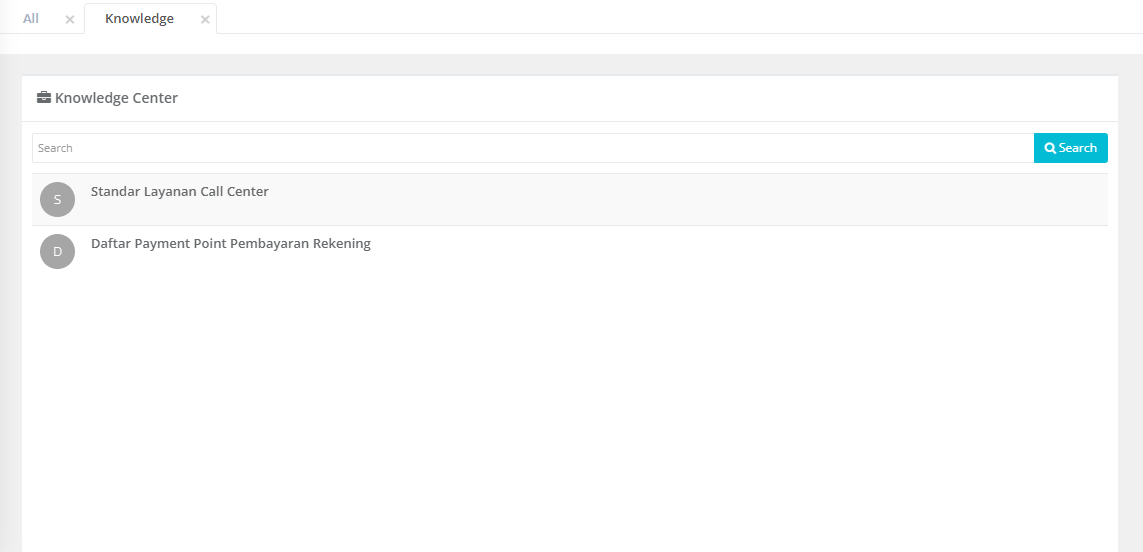 All
Knowledge
Knowledge Center
Search
Search
S
Standar Layanan Call Center
D
Daftar Payment Point Pembayaran Rekening